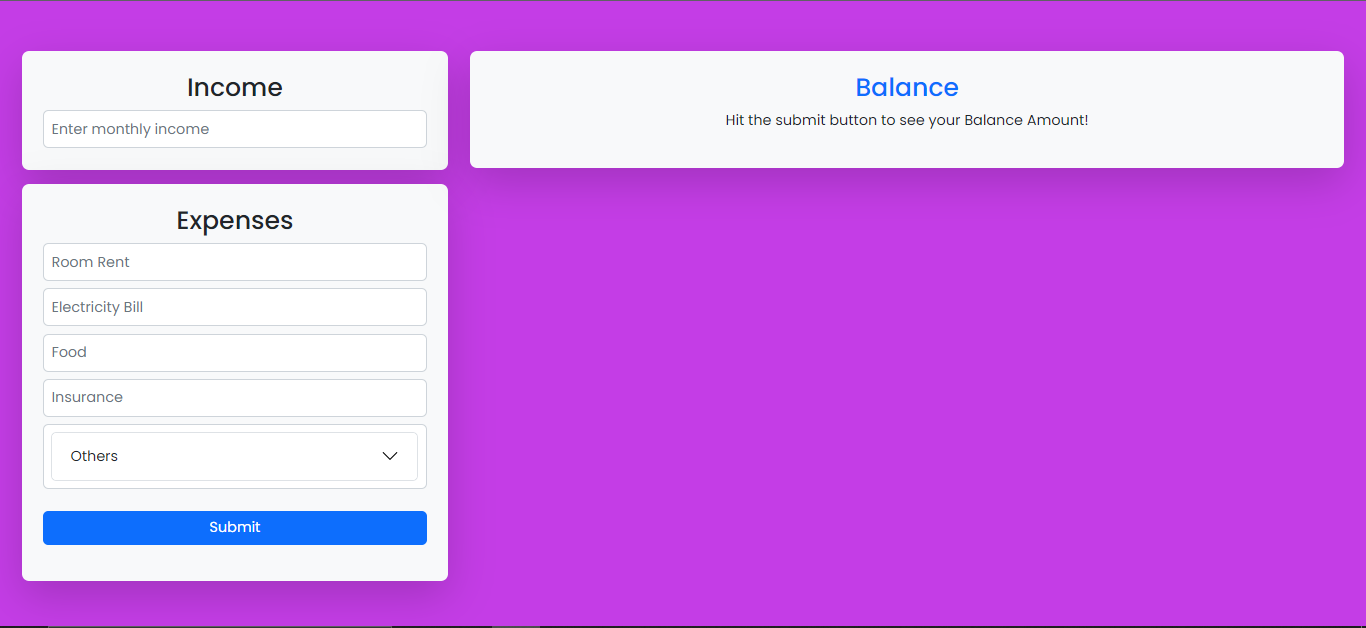 Income
Enter monthly income
Expenses
Room Rent
Electricity Bill
Food
Insurance
Others
Submit
Balance
Hit the submit button to see your Balance Amount!